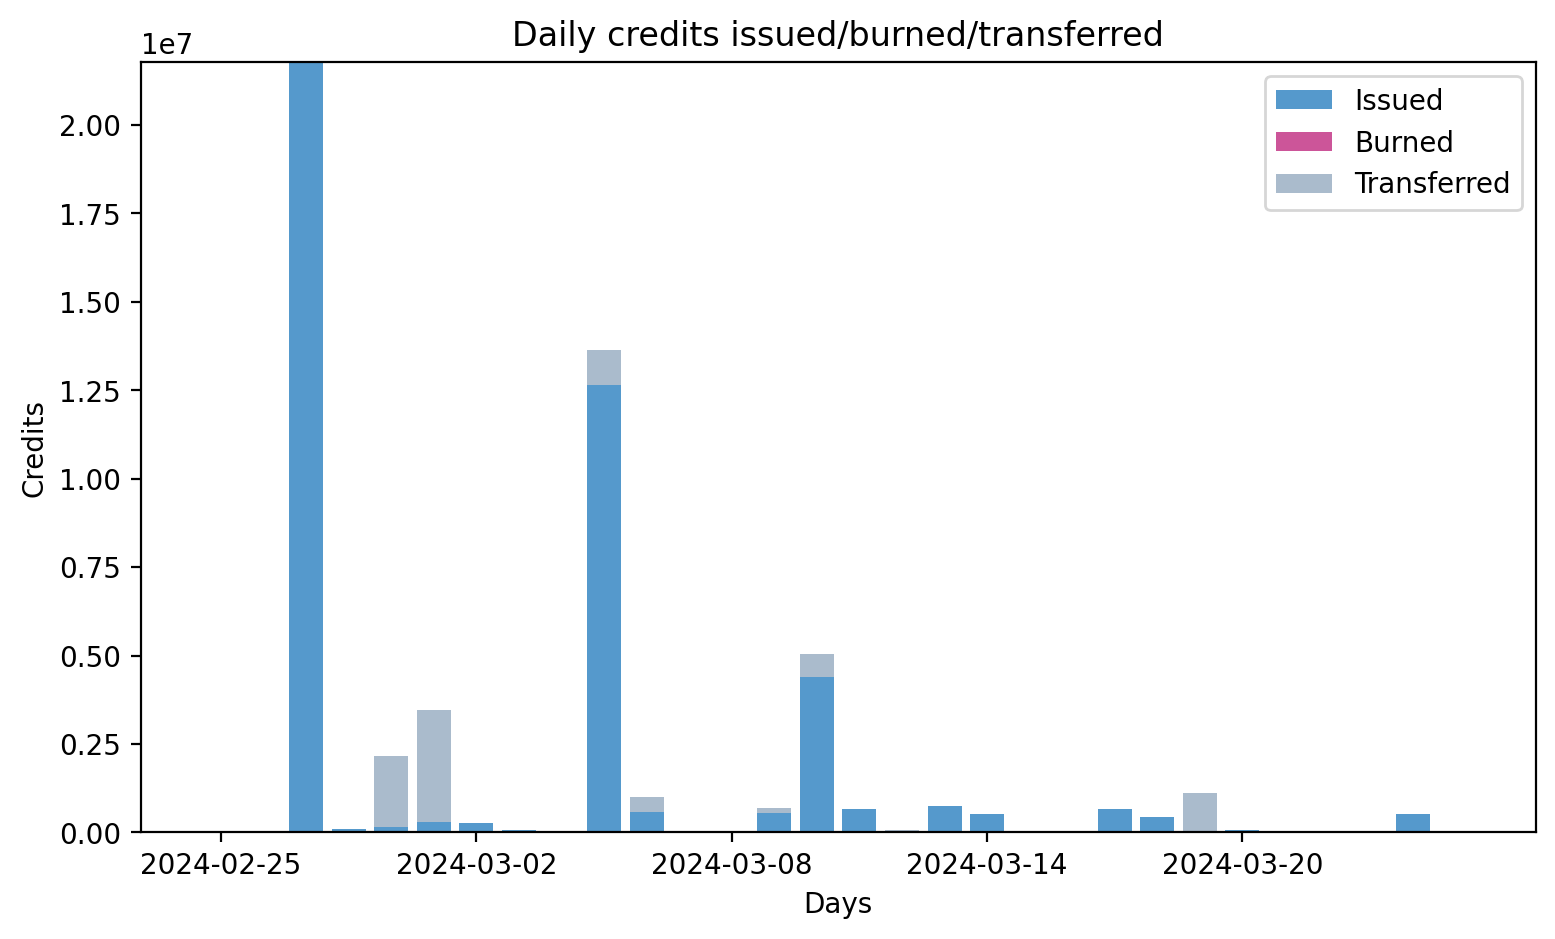 Daily credits issued/burned/transferred
1e7
2.00
1.75
1.50
1.25
1.00
0.75
0.50
0.25
0.00
Credits
Issued
Burned
Transferred
2024-02-25
2024-03-02
2024-03-08
2024-03-14
2024-03-20
Days